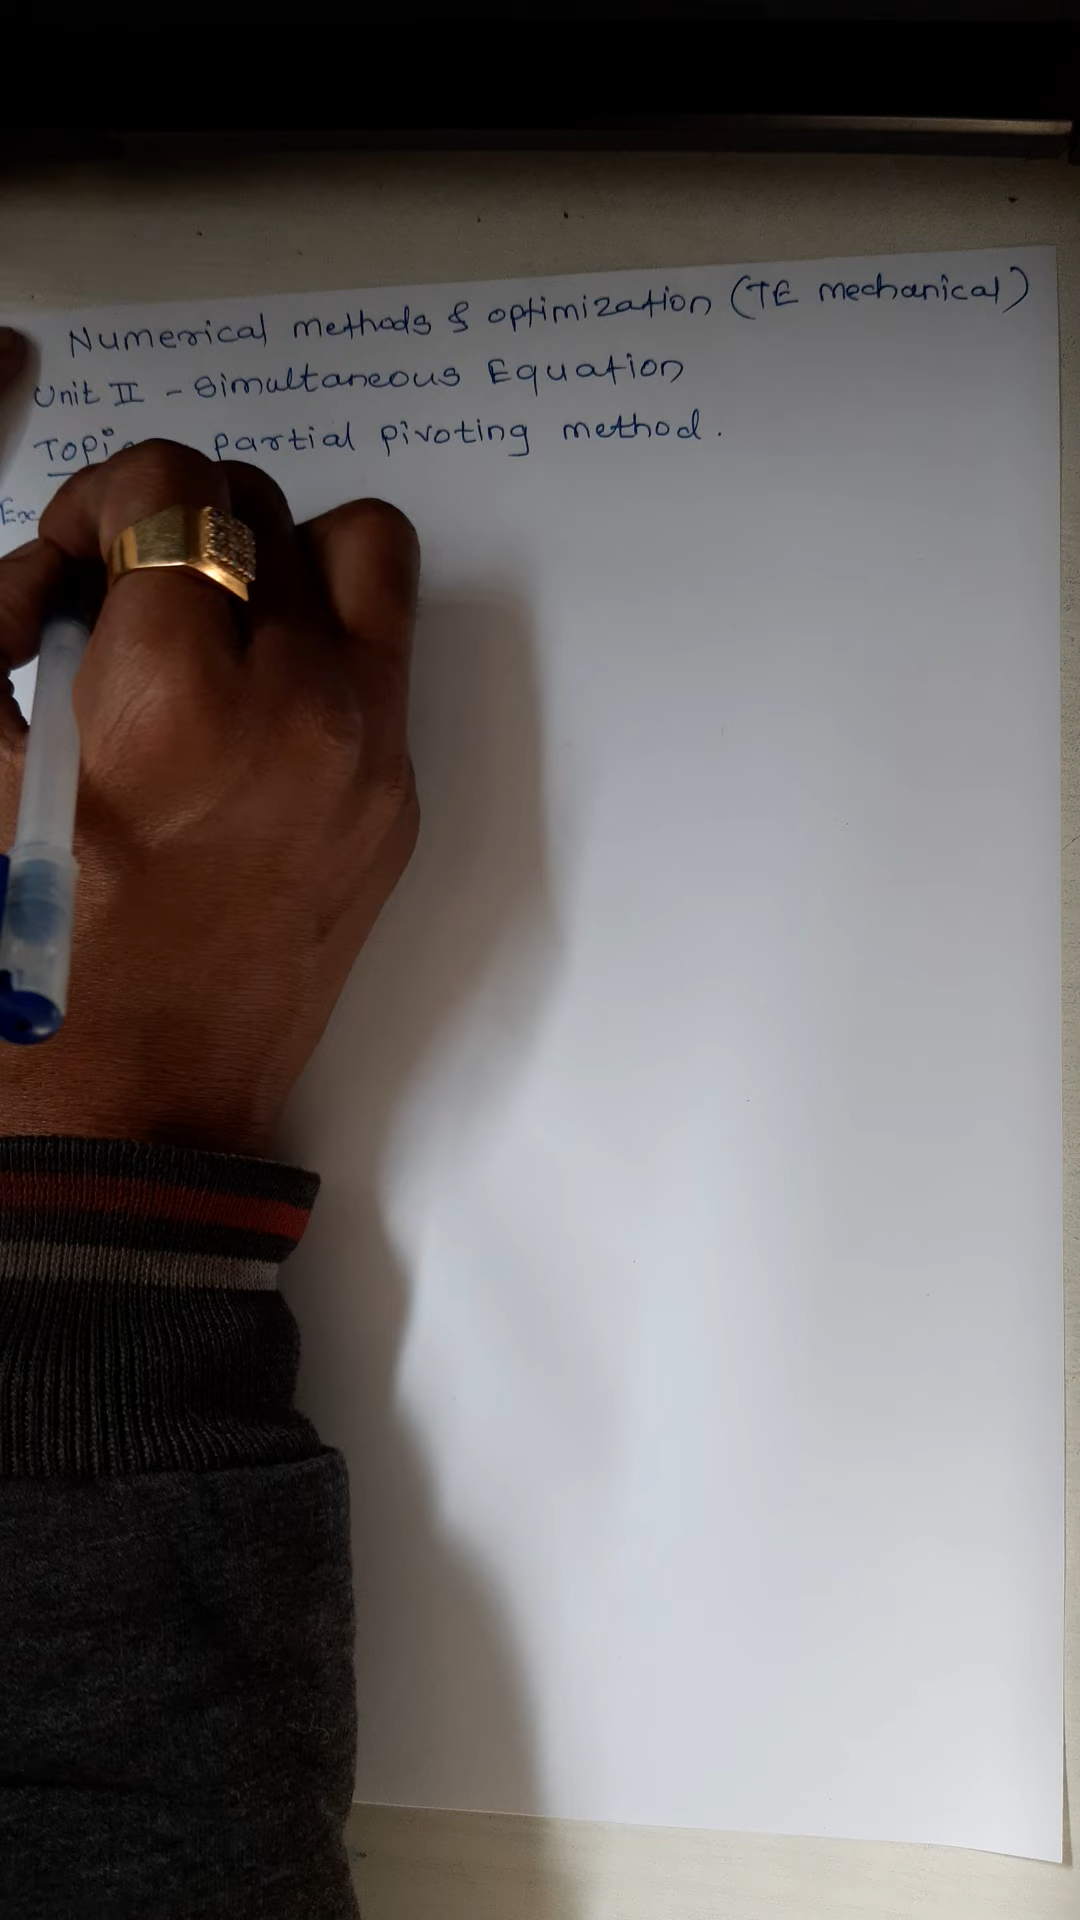 Numerical methods & optimization (TE mechanical)
Unit II - Simultaneous Equation
partial pivoting method.